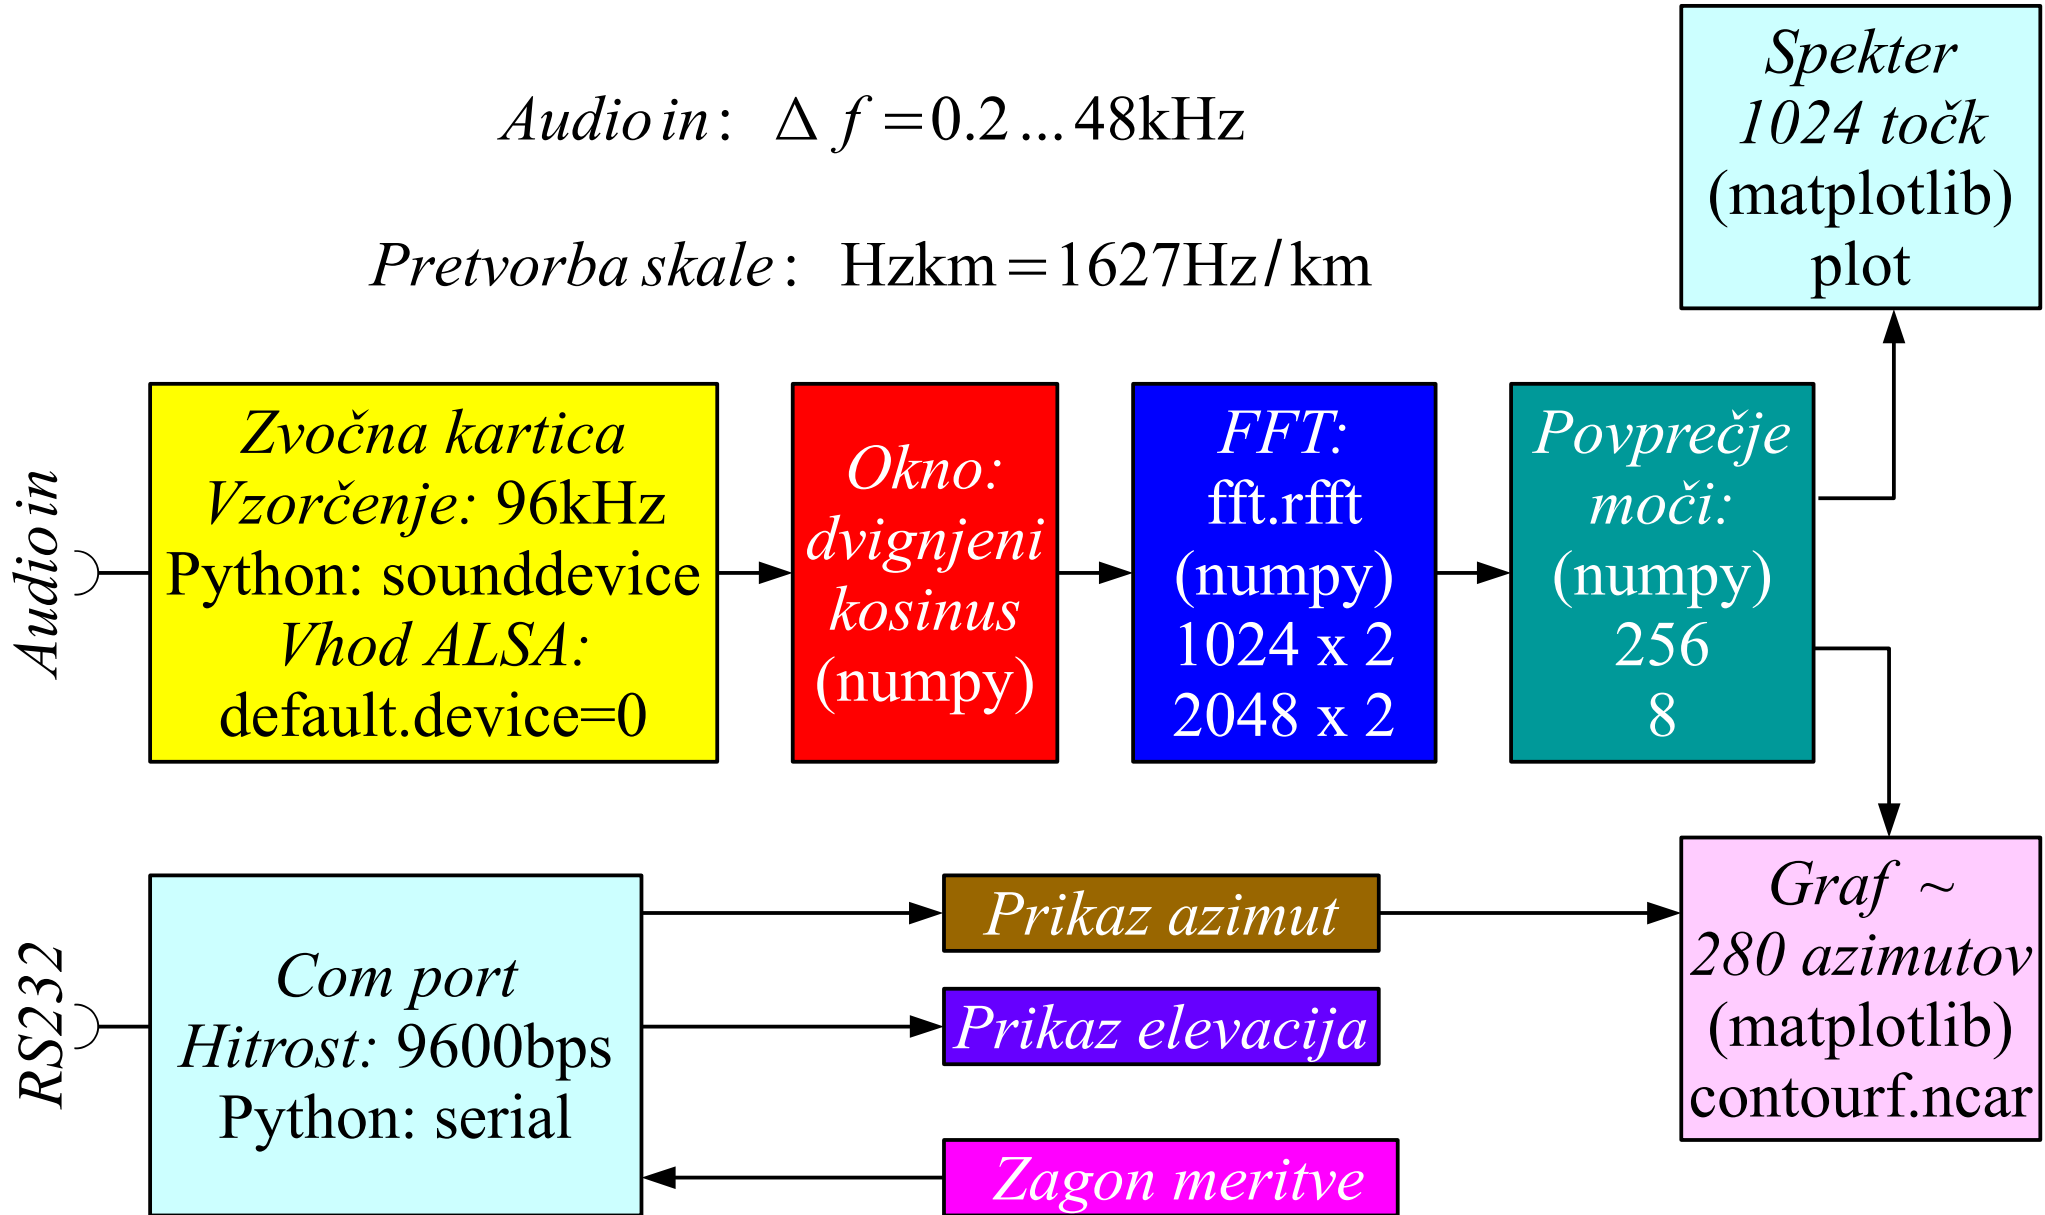 Audio in: Δ f = 0.2 ... 48kHz
Pretvorba skale: Hzkm = 1627Hz/km
Spekter
1024 točk
(matplotlib)
plot
Audio in
Zvočna kartica
Vzorčenje: 96kHz
Python: sounddevice
Vhod ALSA:
default.device=0
Okno:
dvignjeni
kosinus
(numpy)
FFT:
fft.rfft
(numpy)
1024 x 2
2048 x 2
Povprečje
moči:
(numpy)
256
8
RS232
Com port
Hitrost: 9600bps
Python: serial
Prikaz azimut
Prikaz elevacija
Zagon meritve
Graf ~
280 azimutov
(matplotlib)
contourf.ncar